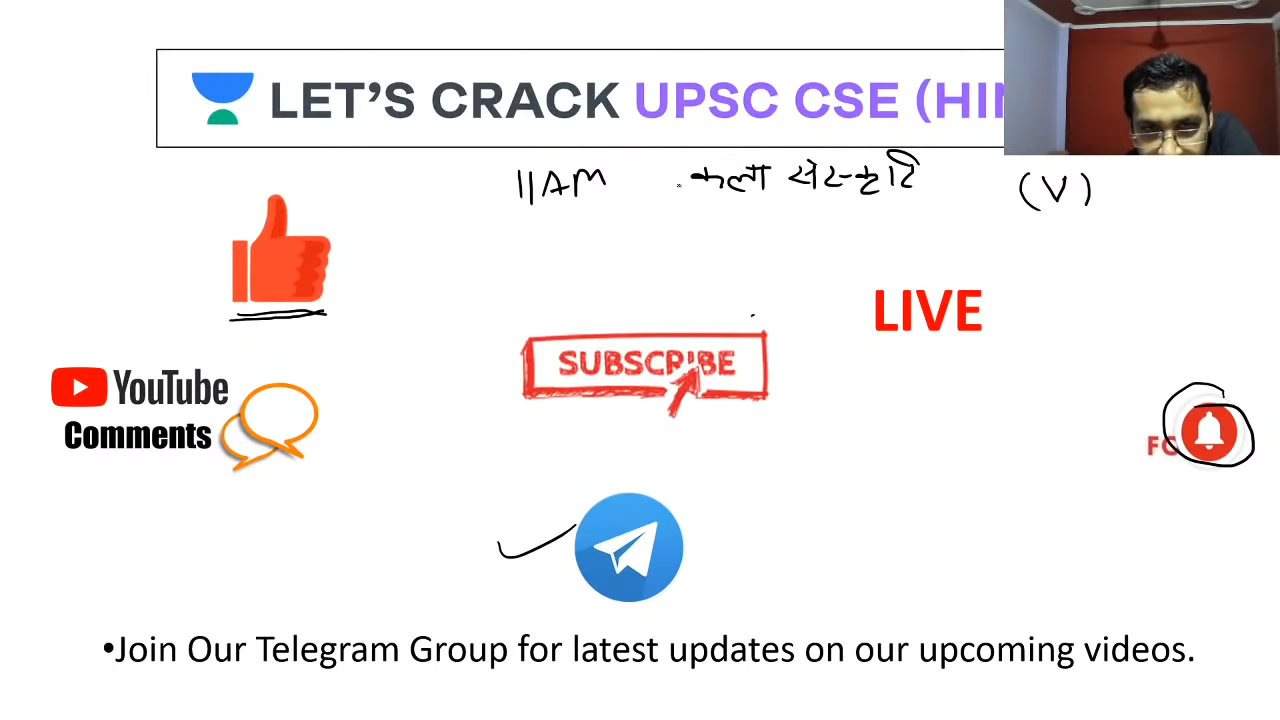 LET'S CRACK UPSC CSE (HIN
11AM कला संस्कृति (V)
LIVE
SUBSCRIBE
YouTube
Comments
FO
•Join Our Telegram Group for latest updates on our upcoming videos.